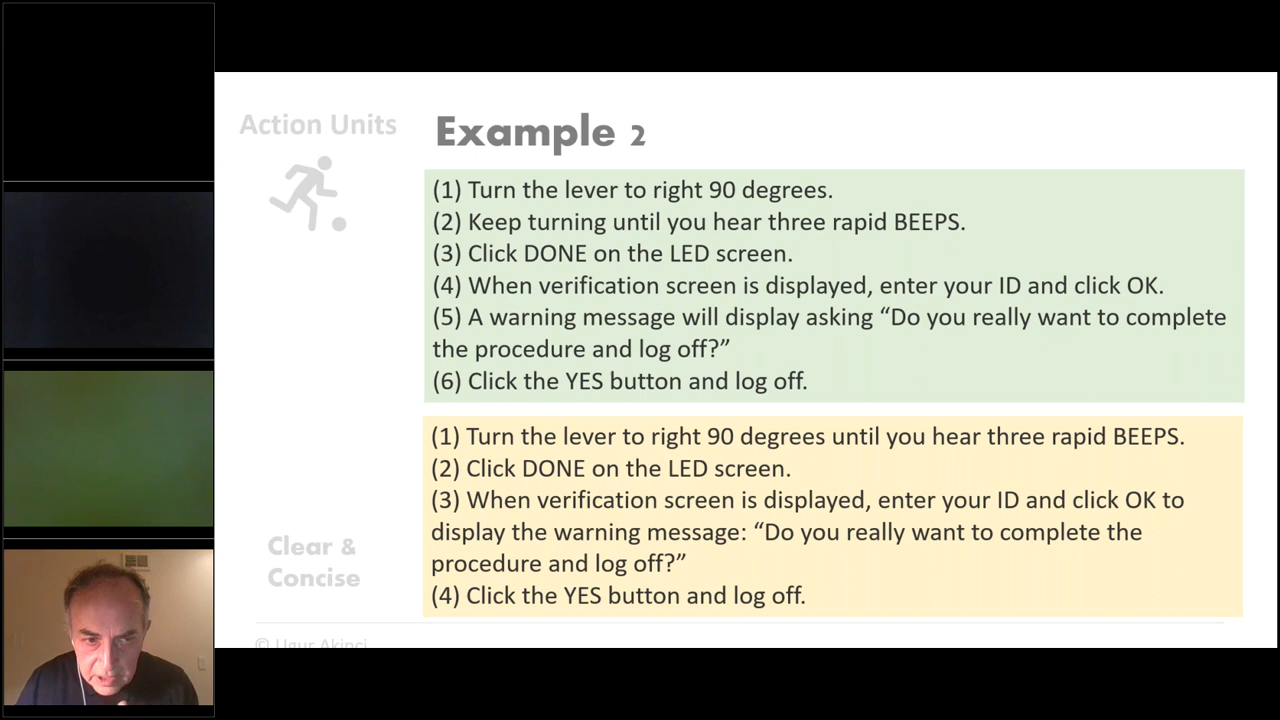 Action Units
Example 2
(1) Turn the lever to right 90 degrees.
(2) Keep turning until you hear three rapid BEEPS.
(3) Click DONE on the LED screen.
(4) When verification screen is displayed, enter your ID and click OK.
(5) A warning message will display asking “Do you really want to complete
the procedure and log off?”
(6) Click the YES button and log off.
(1) Turn the lever to right 90 degrees until you hear three rapid BEEPS.
(2) Click DONE on the LED screen.
(3) When verification screen is displayed, enter your ID and click OK to
display the warning message: “Do you really want to complete the
procedure and log off?”
(4) Click the YES button and log off.
Clear &
Concise
© Ugur Akinci